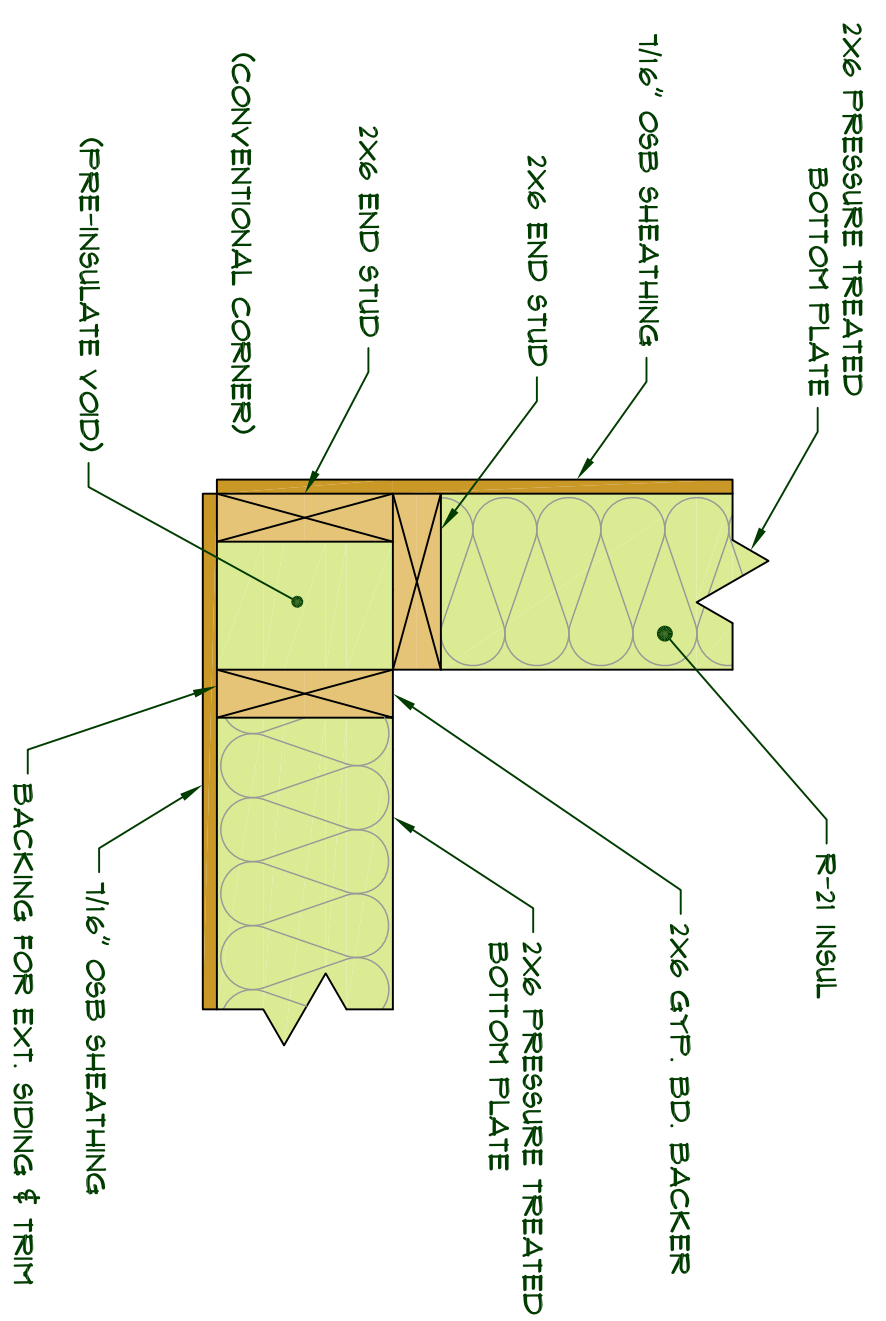 2X6 PRESSURE TREATED
BOTTOM PLATE
7/16" OSB SHEATHING
2X6 END STUD
2X6 END STUD
(CONVENTIONAL CORNER)
(PRE-INSULATE VOID)
R-21 INSUL
2X6 GYP. BD. BACKER
2X6 PRESSURE TREATED
BOTTOM PLATE
7/16" OSB SHEATHING
BACKING FOR EXT. SIDING & TRIM